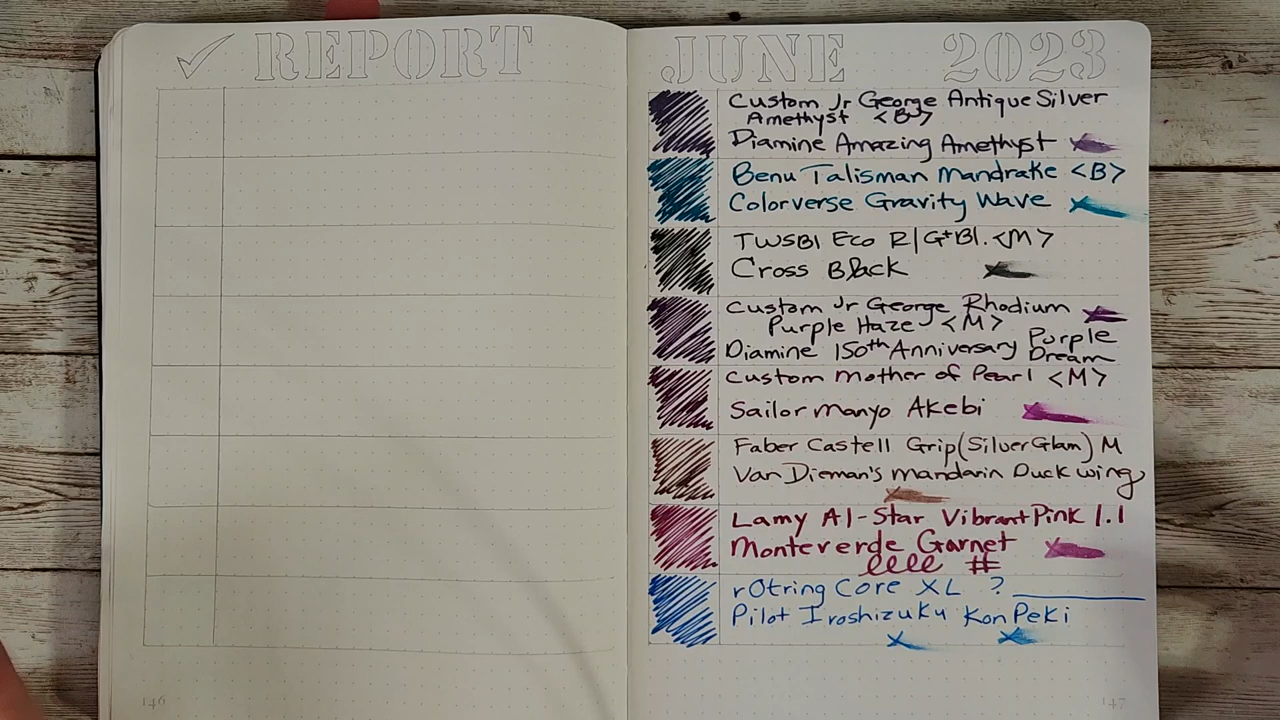 ✓ REPORT
146
JUNE 2023
Custom Jr George Antique Silver
Amethyst <B>
Diamine Amazing Amethyst
Benu Talisman Mandrake <B>
Colorverse Gravity Wave
TWSBI Eco R/G+Bl. <M>
Cross Black
Custom Jr George Rhodium
Purple Haze <M>
Diamine 150th Anniversary Purple
Dream
Custom Mother of Pearl <M>
Sailor Manyo Akebi
Faber Castell Grip (Silver Glam) M
Van Dieman's Mandarin Duck wing
Lamy Al-Star Vibrant Pink 1.1
Monteverde Garnet
llll #
rOtring Core XL ?
Pilot Iroshizuku Kon Peki
147